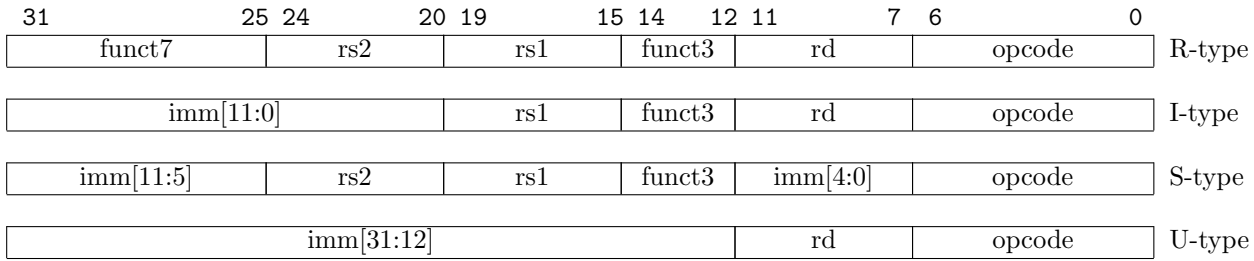 31 25 24 20 19 15 14 12 11 7 6 0
funct7 rs2 rs1 funct3 rd opcode R-type
imm[11:0] rs1 funct3 rd opcode I-type
imm[11:5] rs2 rs1 funct3 imm[4:0] opcode S-type
imm[31:12] rd opcode U-type